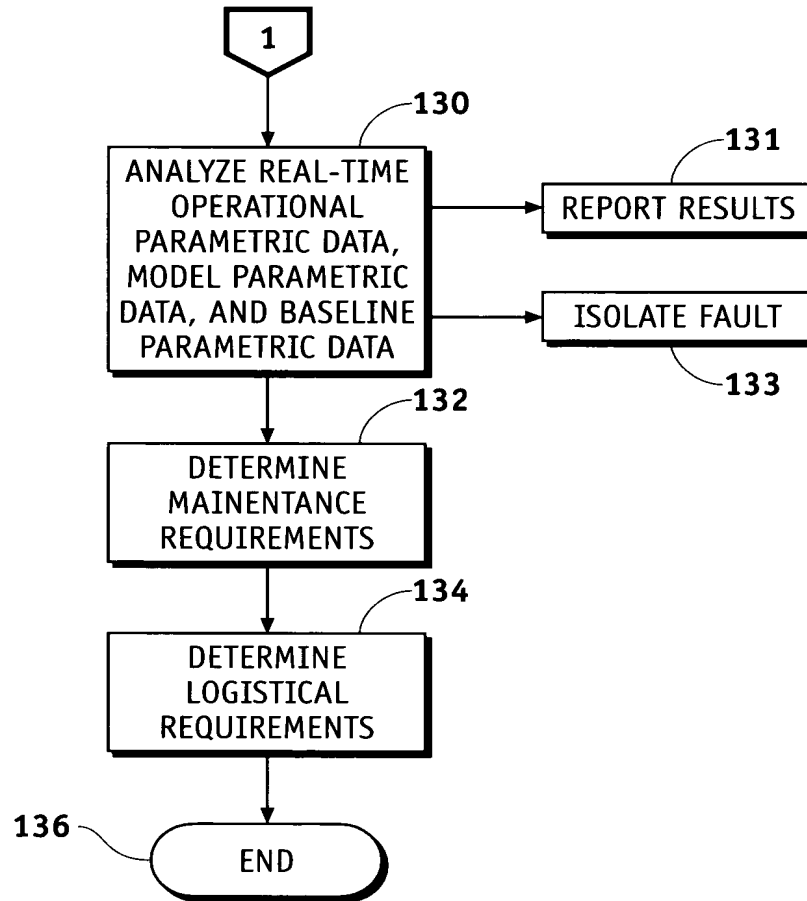 1
130
ANALYZE REAL-TIME
OPERATIONAL
PARAMETRIC DATA,
MODEL PARAMETRIC
DATA, AND BASELINE
PARAMETRIC DATA
131
REPORT RESULTS
ISOLATE FAULT
133
132
DETERMINE
MAINENTANCE
REQUIREMENTS
134
DETERMINE
LOGISTICAL
REQUIREMENTS
136
END